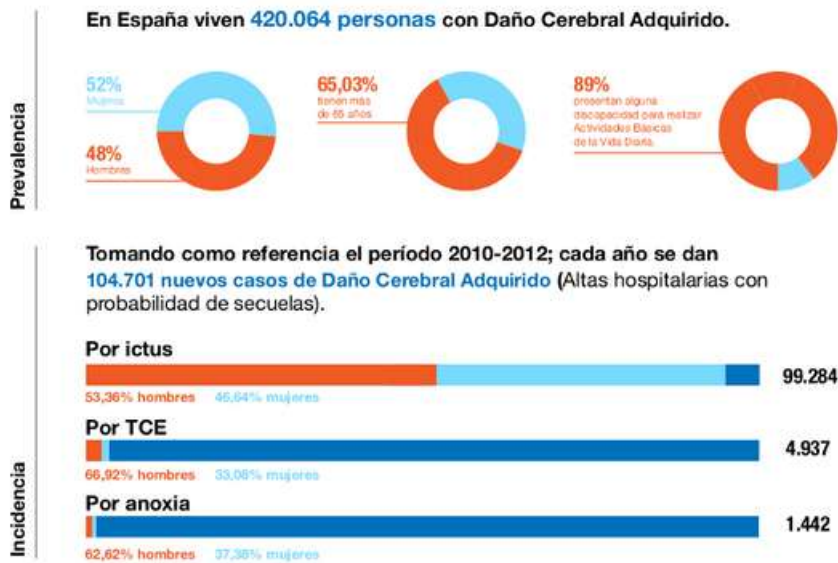 En España viven 420.064 personas con Daño Cerebral Adquirido.
Prevalencia
52%
Mujeres
48%
Hombres
65,03%
tienen más
de 65 años
89%
presentan alguna
discapacidad para realizar
Actividades Básicas
de la Vida Diaria.
Incidencia
Tomando como referencia el período 2010-2012; cada año se dan
104.701 nuevos casos de Daño Cerebral Adquirido (Altas hospitalarias con
probabilidad de secuelas).
Por ictus
99.284
53,36% hombres 46,64% mujeres
Por TCE
4.937
66,92% hombres 33,08% mujeres
Por anoxia
1.442
62,62% hombres 37,38% mujeres